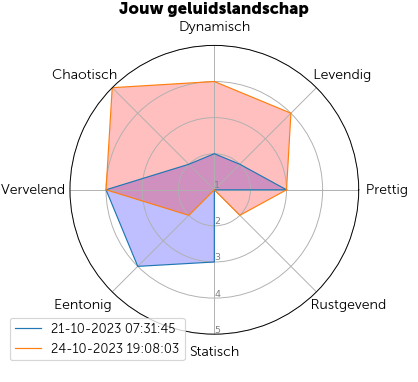 Jouw geluidslandschap
Dynamisch
Chaotisch
Levendig
Vervelend
1
Prettig
2
3
4
5
Eentonig
Rustgevend
Statisch
21-10-2023 07:31:45
24-10-2023 19:08:03